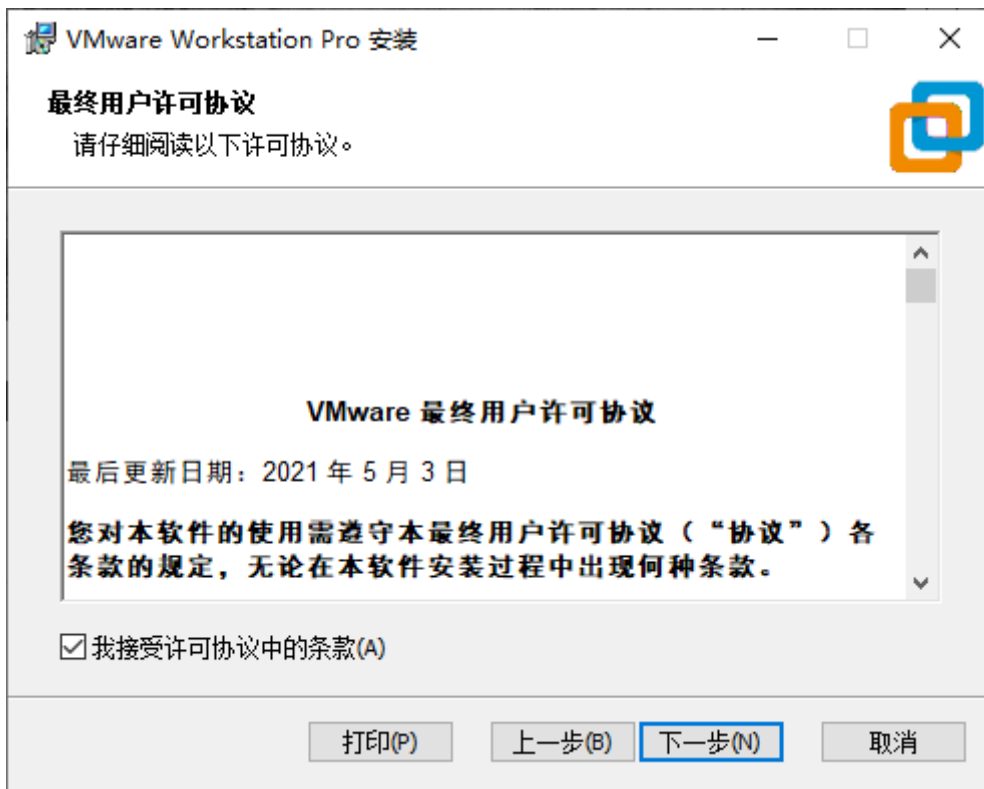 VMware Workstation Pro 安装
最终用户许可协议
请仔细阅读以下许可协议。
VMware 最终用户许可协议
最后更新日期：2021 年 5 月 3 日
您对本软件的使用需遵守本最终用户许可协议（“协议”）各
条款的规定，无论在本软件安装过程中出现何种条款。
我接受许可协议中的条款(A)
打印(P) 上一步(B) 下一步(N) 取消